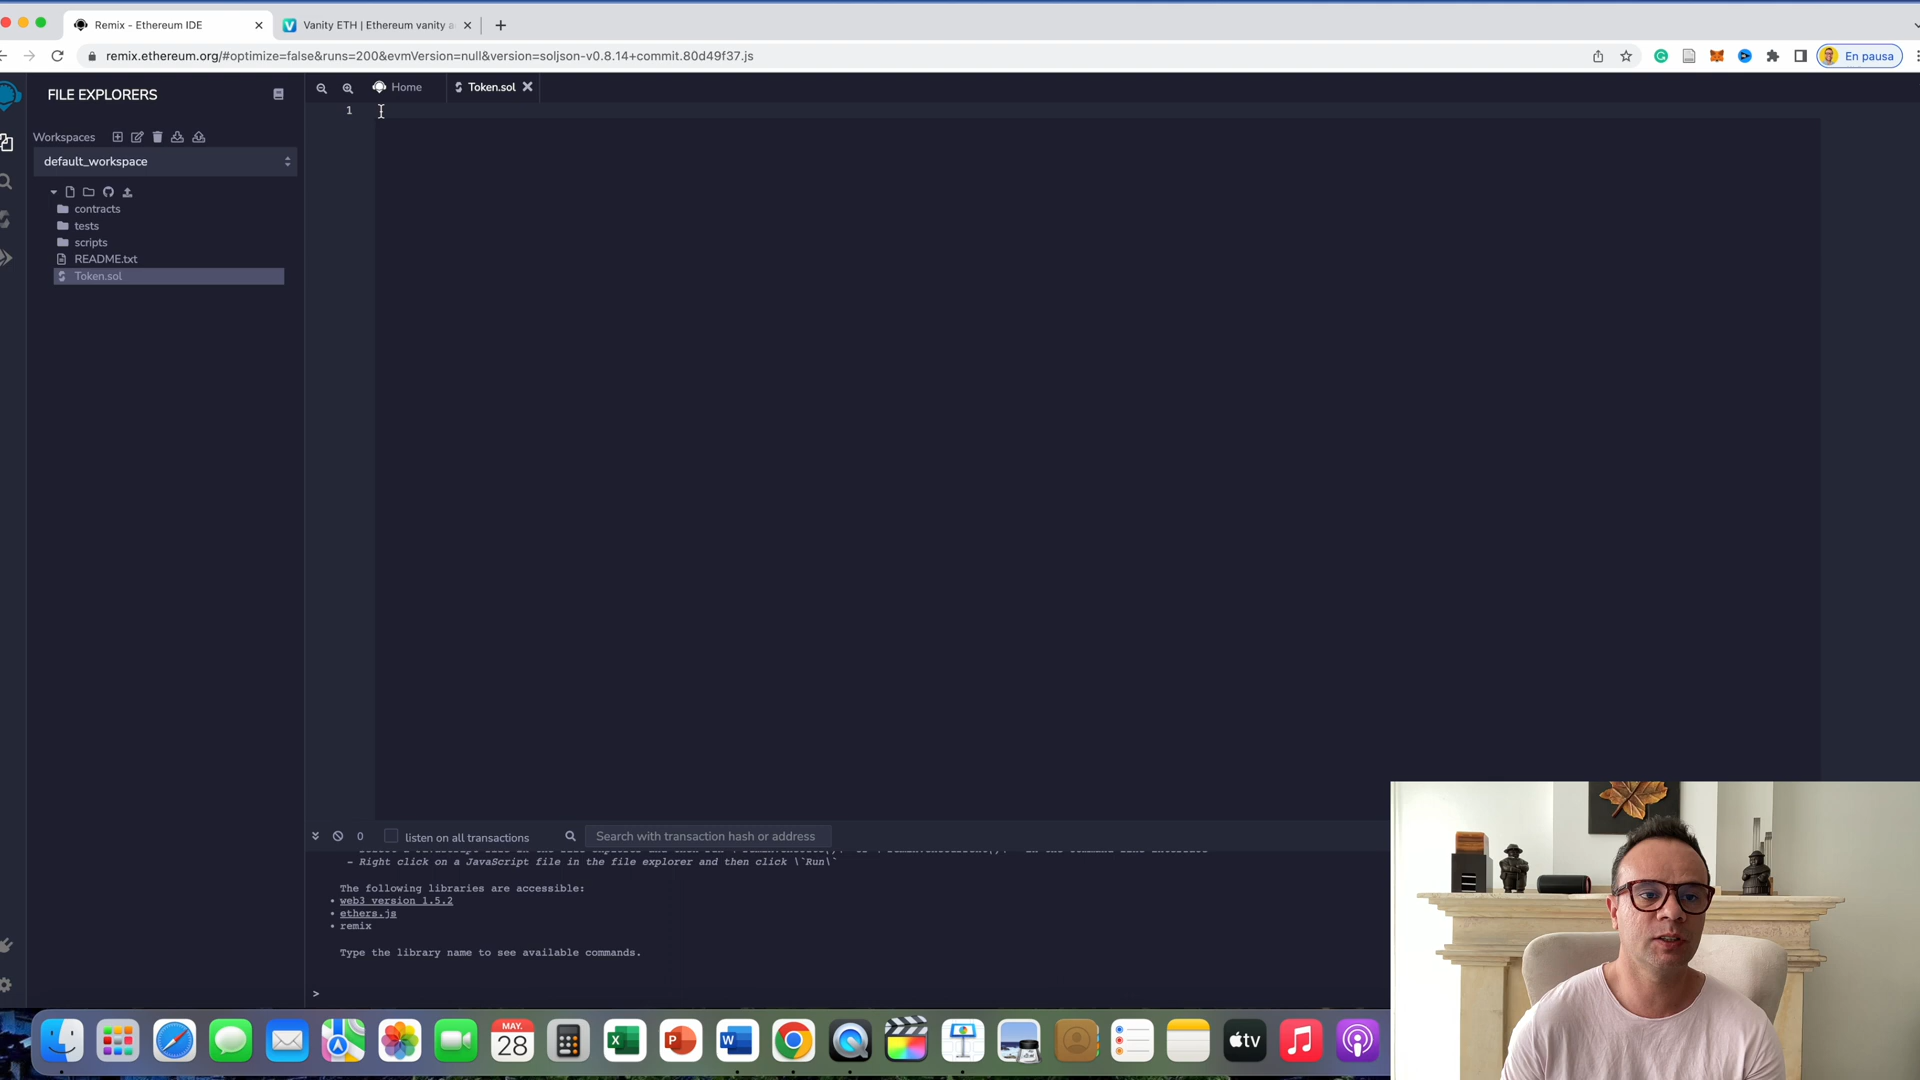 Remix - Ethereum IDE
Vanity ETH | Ethereum vanity a
remix.ethereum.org/#optimize=false&runs=200&evmVersion=null&version=soljson-v0.8.14+commit.80d49f37.js
En pausa
FILE EXPLORERS
Home
Token.sol
Workspaces
default_workspace
contracts
tests
scripts
README.txt
Token.sol
1
0
listen on all transactions
Search with transaction hash or address
- Right click on a JavaScript file in the file explorer and then click \`Run\`
The following libraries are accessible:
• web3 version 1.5.2
• ethers.js
• remix
Type the library name to see available commands.
>
MAY.
28
X
P
W
tv